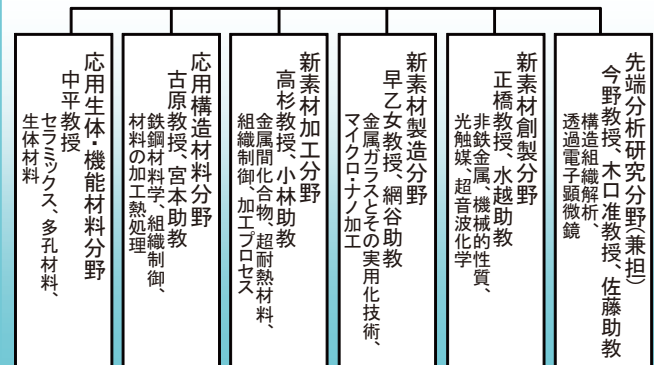 先端分析研究分野(兼担)
今野教授、木口准教授、佐藤助教
構造組織解析、
透過電子顕微鏡
新素材創製分野
正橋教授、水越助教
非鉄金属、機械的性質、
光触媒、超音波化学
新素材製造分野
早乙女教授、網谷助教
金属ガラスとその実用化技術、
マイクロ・ナノ加工
新素材加工分野
高杉教授、小林助教
金属間化合物、超耐熱材料、
組織制御、加工プロセス
応用構造材料分野
古原教授、宮本助教
鉄鋼材料学、組織制御、
材料の加工熱処理
応用生体・機能材料分野
中平教授
セラミックス、多孔材料、
生体材料